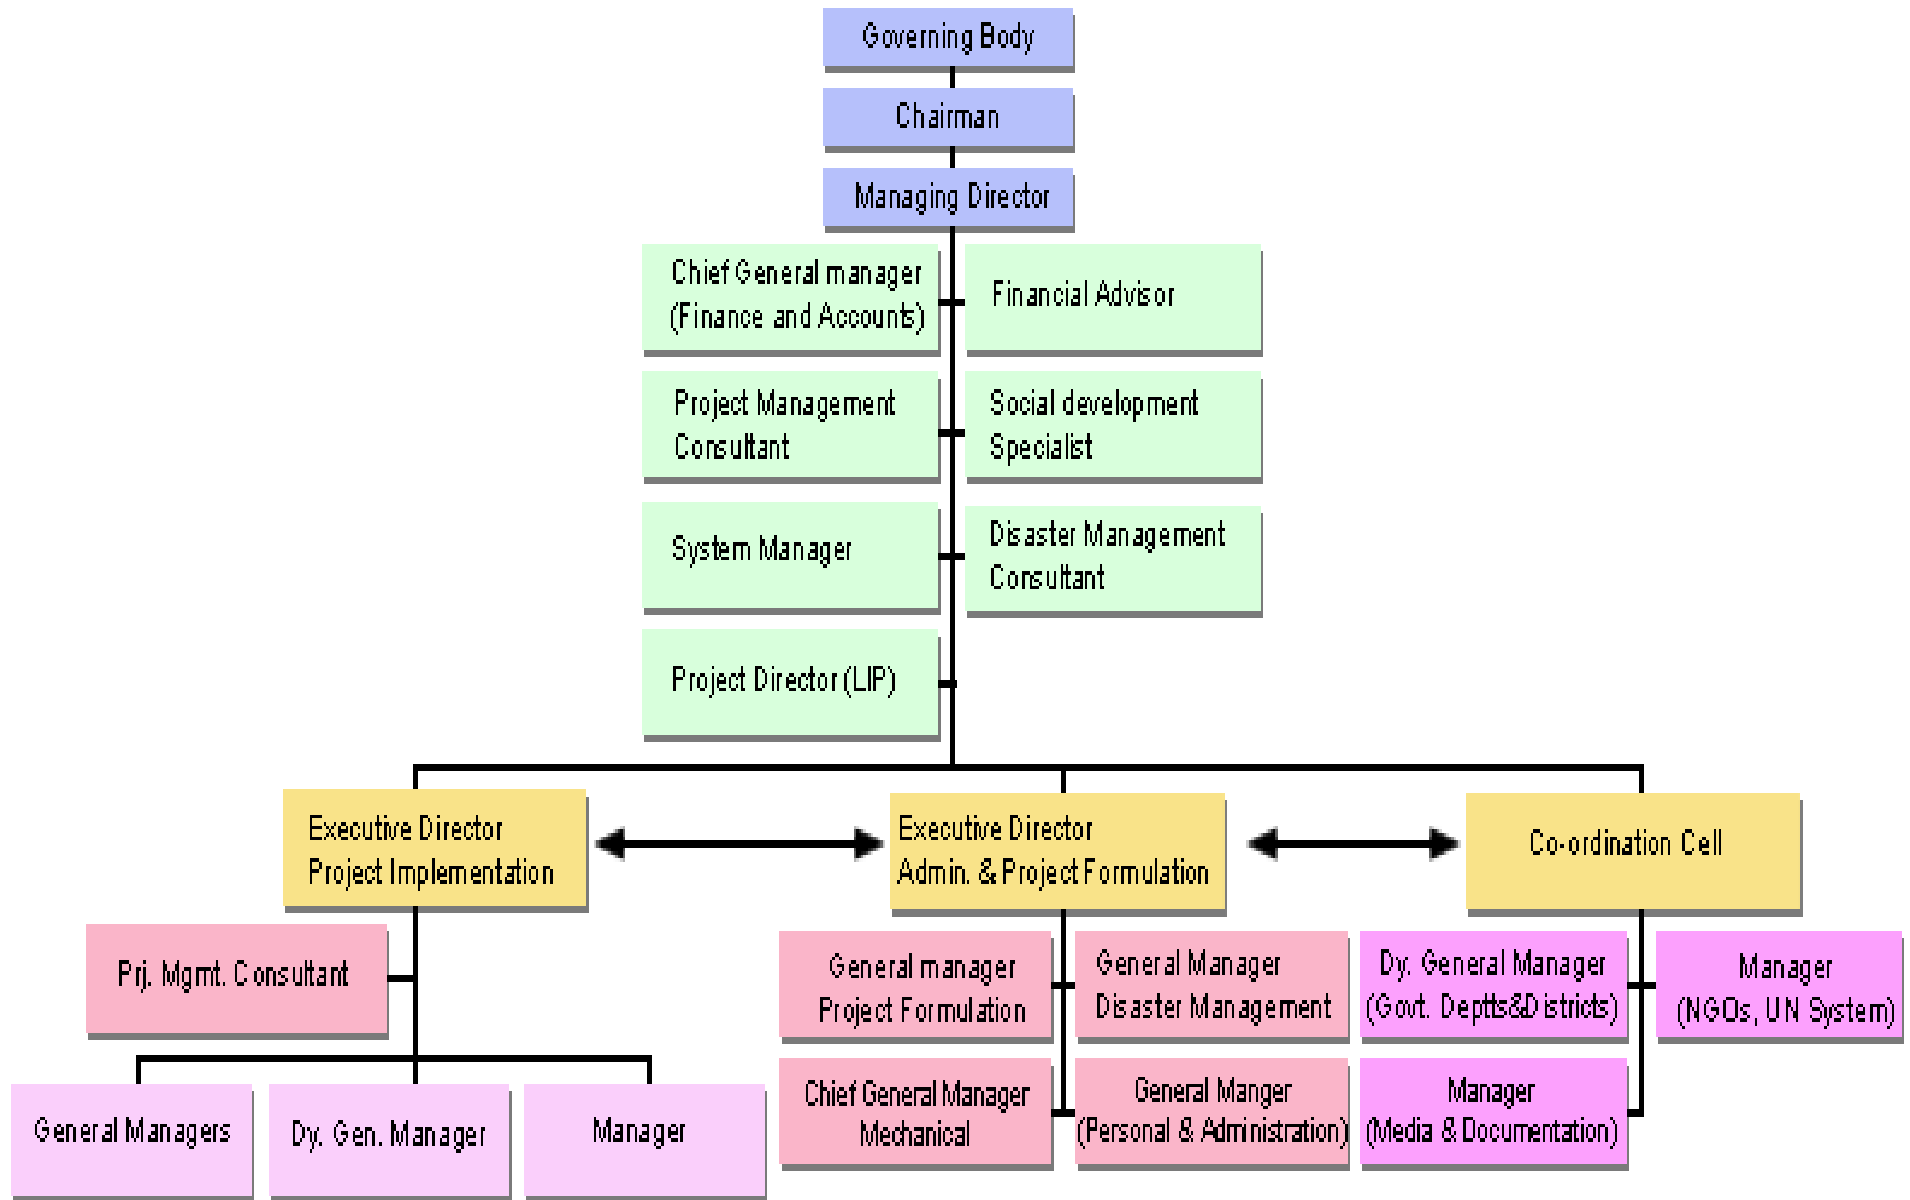 Governing Body
Chairman
Managing Director
Chief General manager
(Finance and Accounts)
Financial Advisor
Project Management
Consultant
Social development
Specialist
System Manager
Disaster Management
Consultant
Project Director (LIP)
Executive Director
Project Implementation
Executive Director
Admin. & Project Formulation
Co-ordination Cell
Prj. Mgmt. Consultant
General manager
Project Formulation
General Manager
Disaster Management
Dy. General Manager
(Govt. Deptts&Districts)
Manager
(NGOs, UN System)
Chief General Manager
Mechanical
General Manger
(Personal & Administration)
Manager
(Media & Documentation)
General Managers
Dy. Gen. Manager
Manager